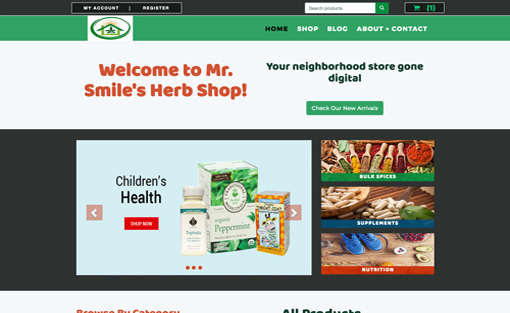 MY ACCOUNT | REGISTER
Search products
(1)
HOME SHOP BLOG ABOUT + CONTACT
Welcome to Mr.
Smile's Herb Shop!
Your neighborhood store gone
digital
Check Our New Arrivals
Children's
Health
SHOP NOW
Triphala
organic
Peppermint
BULK SPICES
SUPPLEMENTS
NUTRITION
Browse By Category
All Products